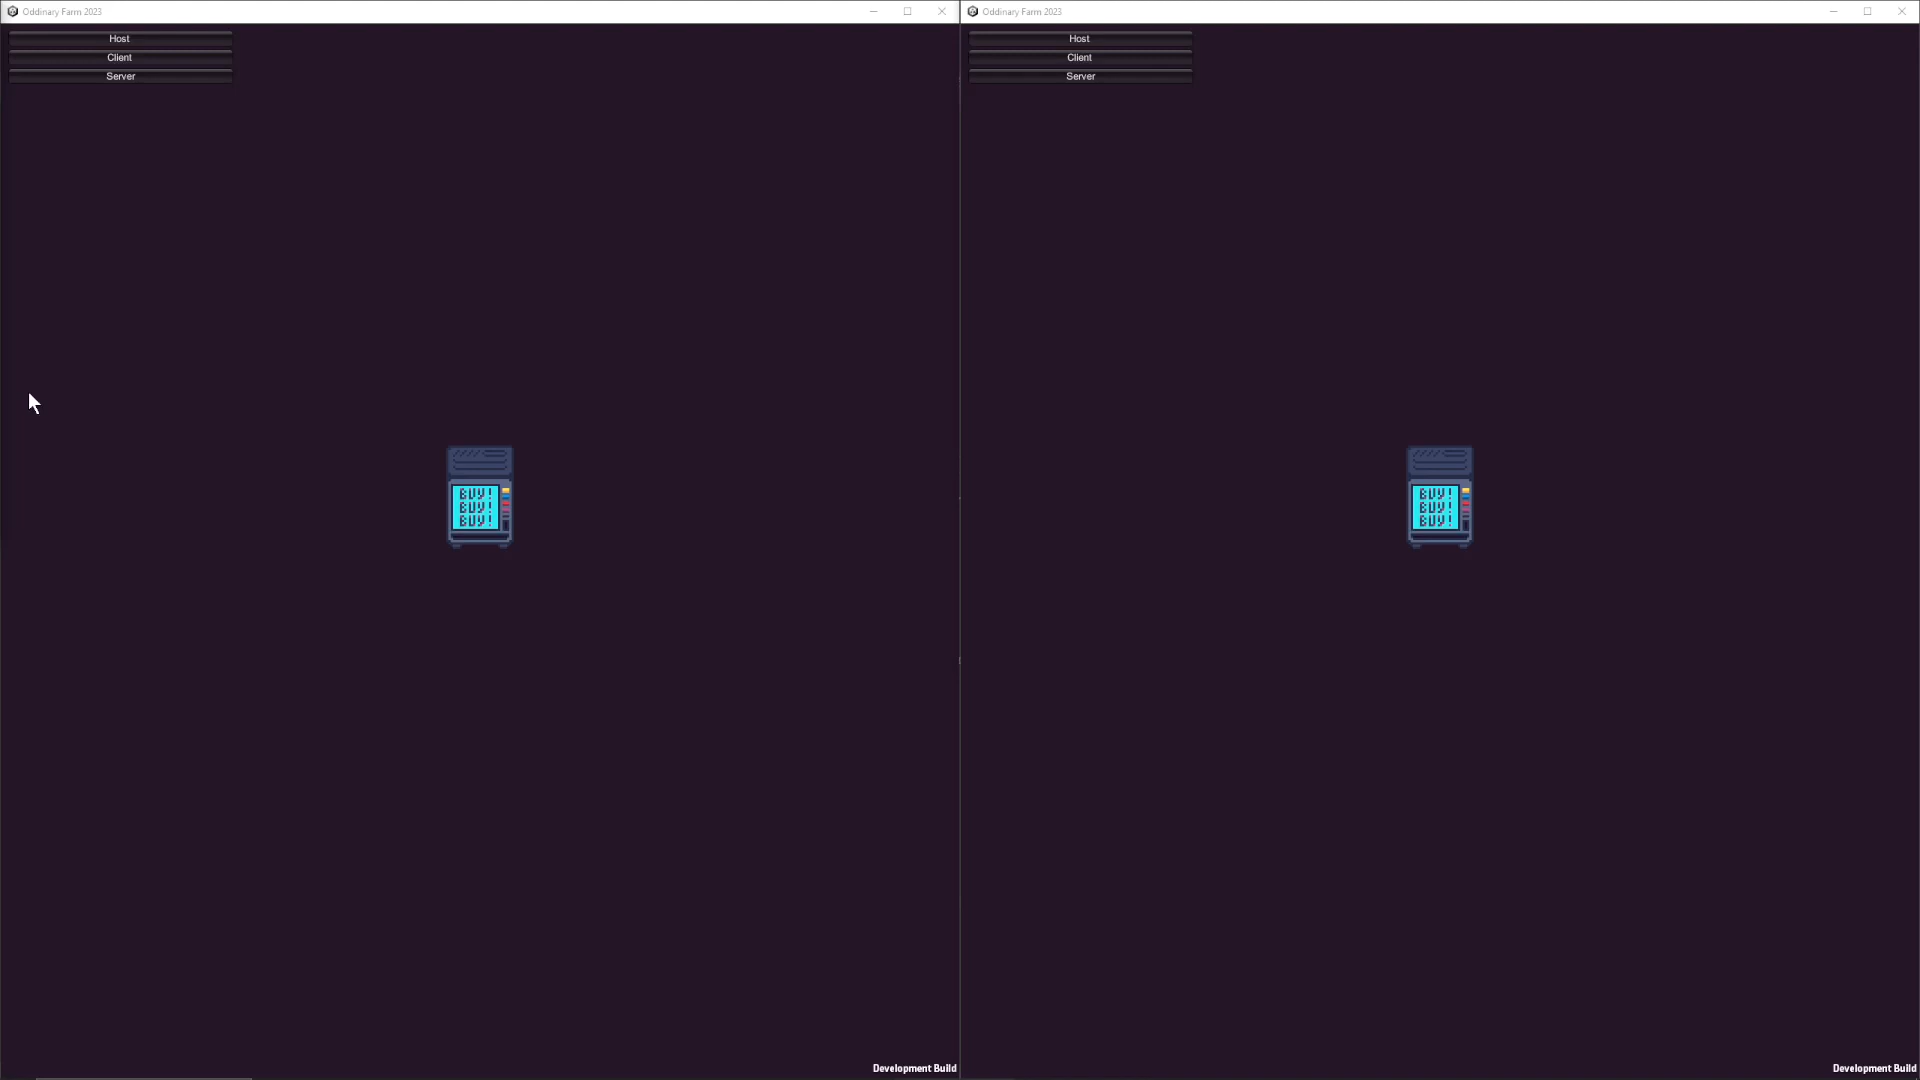 Oddinary Farm 2023
Host
Client
Server
BUY!
BUY!
BUY!
Development Build
Oddinary Farm 2023
Host
Client
Server
BUY!
BUY!
BUY!
Development Build